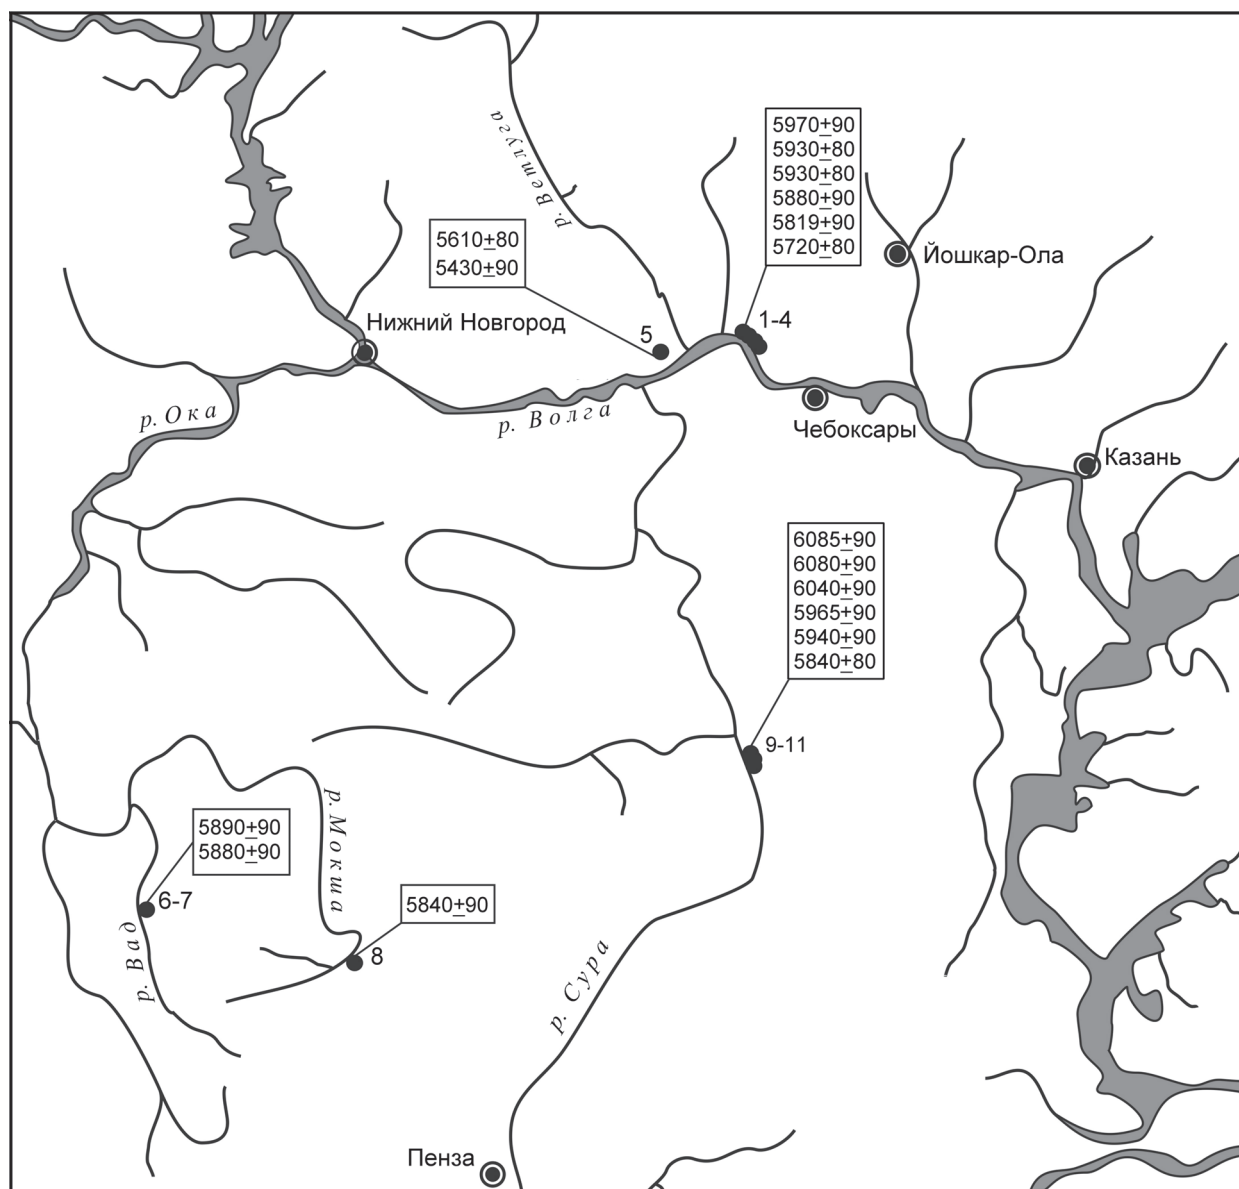 р. Ветлуга
5970±90
5930±80
5930±80
5880±90
5819±90
5720±80
5610±80
5430±90
Йошкар-Ола
Нижний Новгород
5
1-4
р. Ока
р. Волга
Чебоксары
Казань
6085±90
6080±90
6040±90
5965±90
5940±90
5840±80
9-11
р. Мокша
5890±90
5880±90
6-7
5840±90
8
р. Вад
р. Сура
Пенза